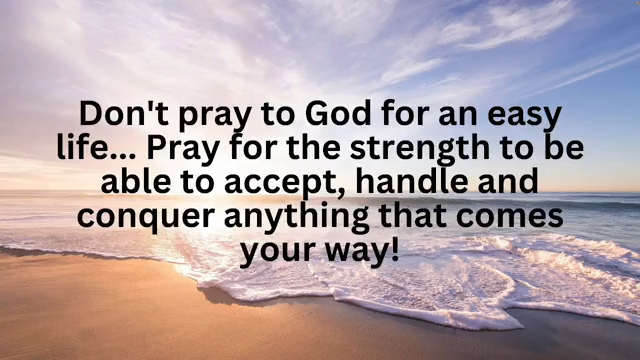 Don't pray to God for an easy
life... Pray for the strength to be
able to accept, handle and
conquer anything that comes
your way!